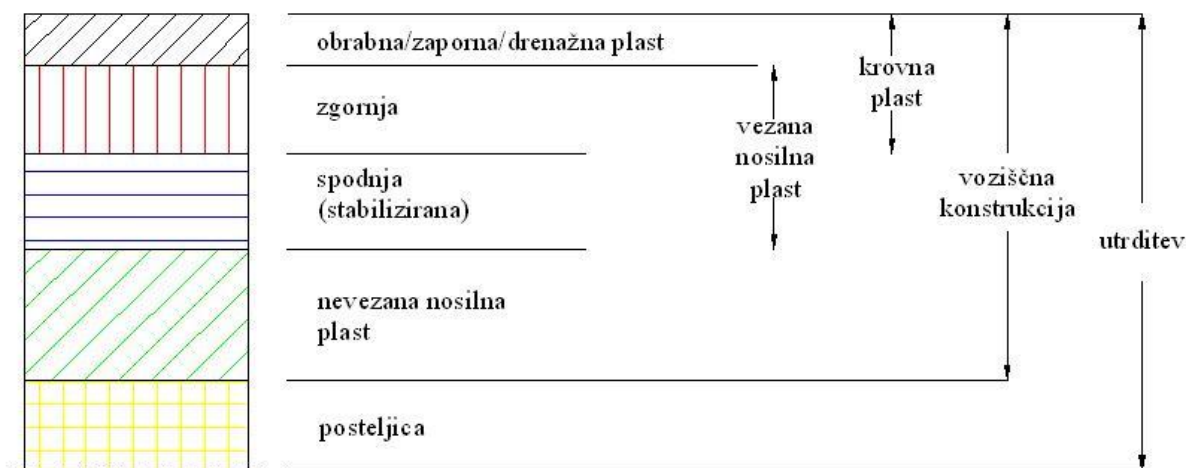 obrabna/zaporna/drenažna plast
zgornja
spodnja
(stabilizirana)
nevezana nosilna
plast
posteljica
vezana
nosilna
plast
krovna
plast
voziščna
konstrukcija
utrditev